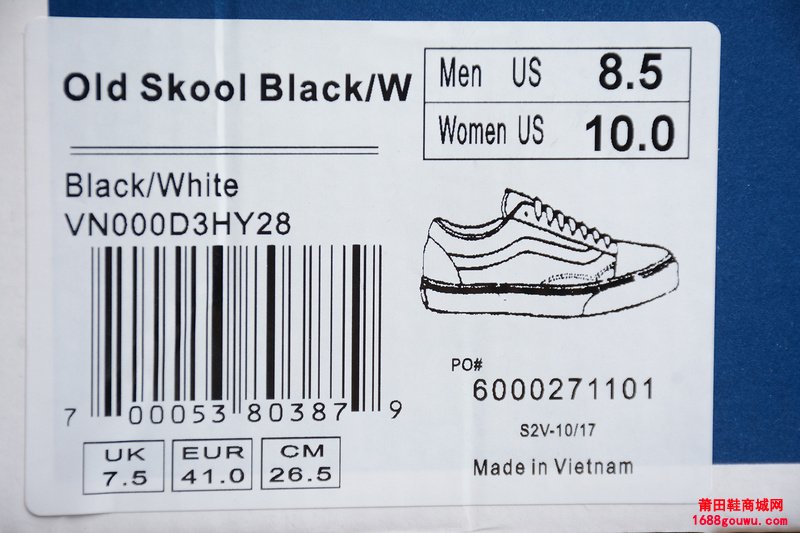 Old Skool Black/W
Men US 8.5
Women US 10.0
Black/White
VN000D3HY28
7 00053 80387 9
PO#
6000271101
S2V-10/17
Made in Vietnam
UK
7.5
EUR
41.0
CM
26.5
莆田鞋商城网
1688gouwu.com